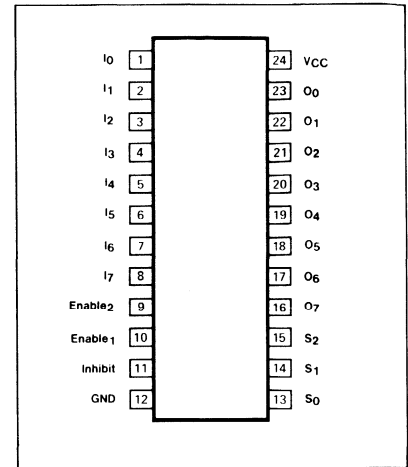 I0 1 24 VCC
I1 2 23 O0
I2 3 22 O1
I3 4 21 O2
I4 5 20 O3
I5 6 19 O4
I6 7 18 O5
I7 8 17 O6
Enable2 9 16 O7
Enable1 10 15 S2
Inhibit 11 14 S1
GND 12 13 S0